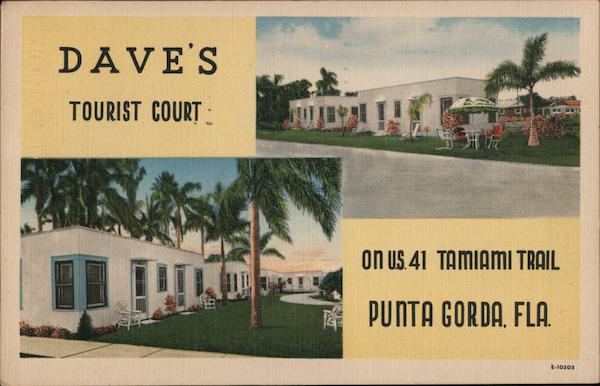 DAVE'S
TOURIST COURT
ON U.S. 41 TAMIAMI TRAIL
PUNTA GORDA, FLA.
E-10203